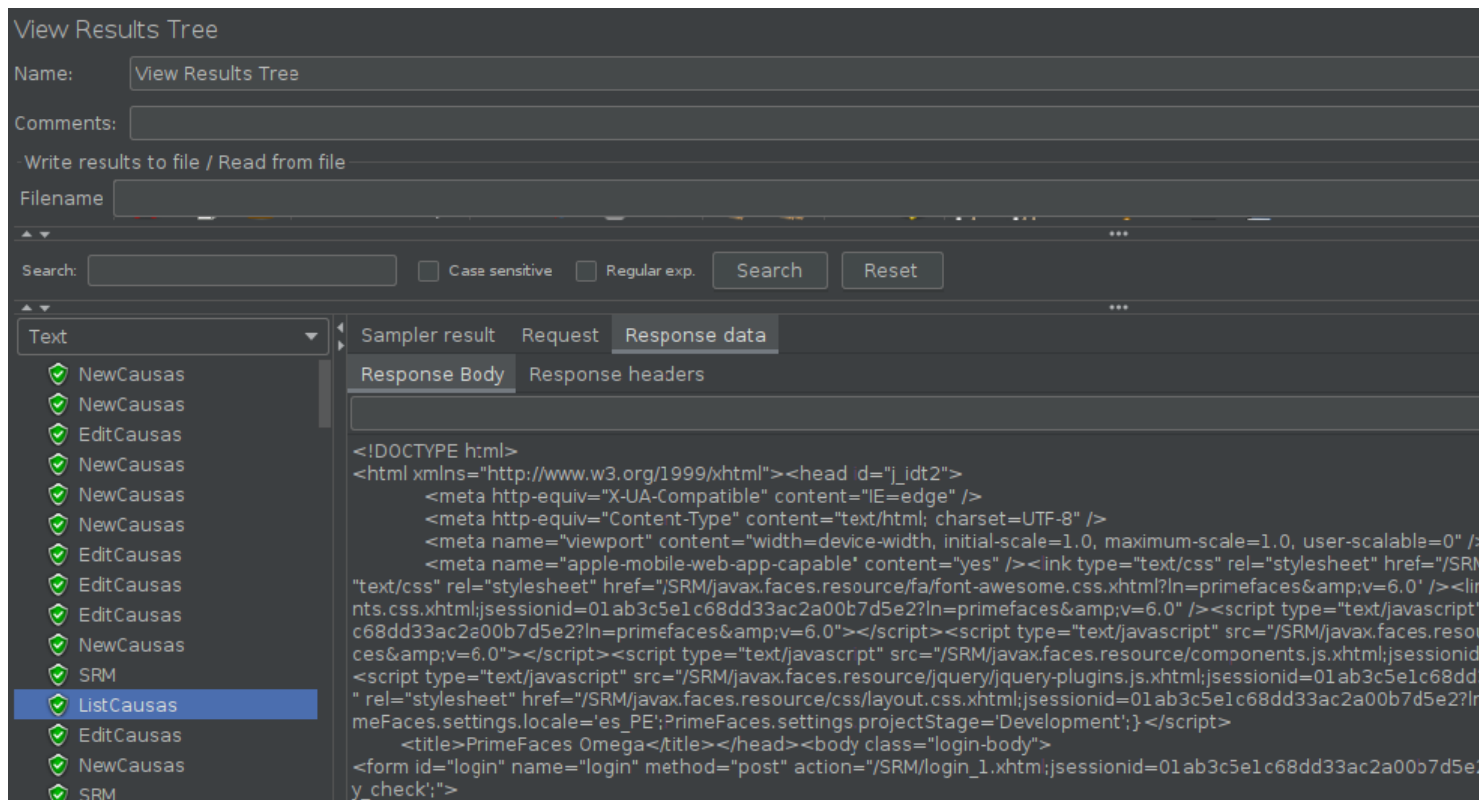 View Results Tree
Name: View Results Tree
Comments:
Write results to file / Read from file
Filename
Search: Case sensitive Regular exp. Search Reset
Text
NewCausas
NewCausas
EditCausas
NewCausas
NewCausas
NewCausas
EditCausas
EditCausas
EditCausas
NewCausas
SRM
ListCausas
EditCausas
NewCausas
SRM
Sampler result Request Response data
Response Body Response headers
<!DOCTYPE html>
<html xmlns="http://www.w3.org/1999/xhtml"><head id="j_idt2">
<meta http-equiv="X-UA-Compatible" content="IE=edge" />
<meta http-equiv="Content-Type" content="text/html; charset=UTF-8" />
<meta name="viewport" content="width=device-width, initial-scale=1.0, maximum-scale=1.0, user-scalable=0" />
<meta name="apple-mobile-web-app-capable" content="yes" /><link type="text/css" rel="stylesheet" href="/SRM
"text/css" rel="stylesheet" href="/SRM/javax.faces.resource/fa/font-awesome.css.xhtml?ln=primefaces&amp;v=6.0" /><lin
nts.css.xhtml;jsessionid=01ab3c5e1c68dd33ac2a00b7d5e2?ln=primefaces&amp;v=6.0" /><script type="text/javascript"
c68dd33ac2a00b7d5e2?ln=primefaces&amp;v=6.0"></script><script type="text/javascript" src="/SRM/javax.faces.resou
ces&amp;v=6.0"></script><script type="text/javascript" src="/SRM/javax.faces.resource/components.js.xhtml;jsessionid
<script type="text/javascript" src="/SRM/javax.faces.resource/jquery/jquery-plugins.js.xhtml;jsessionid=01ab3c5e1c68dd
" rel="stylesheet" href="/SRM/javax.faces.resource/css/layout.css.xhtml;jsessionid=01ab3c5e1c68dd33ac2a00b7d5e2?ln
meFaces.settings.locale='es_PE';PrimeFaces.settings.projectStage='Development';}</script>
<title>PrimeFaces Omega</title></head><body class="login-body">
<form id="login" name="login" method="post" action="/SRM/login_1.xhtml;jsessionid=01ab3c5e1c68dd33ac2a00b7d5e2
y_check';">